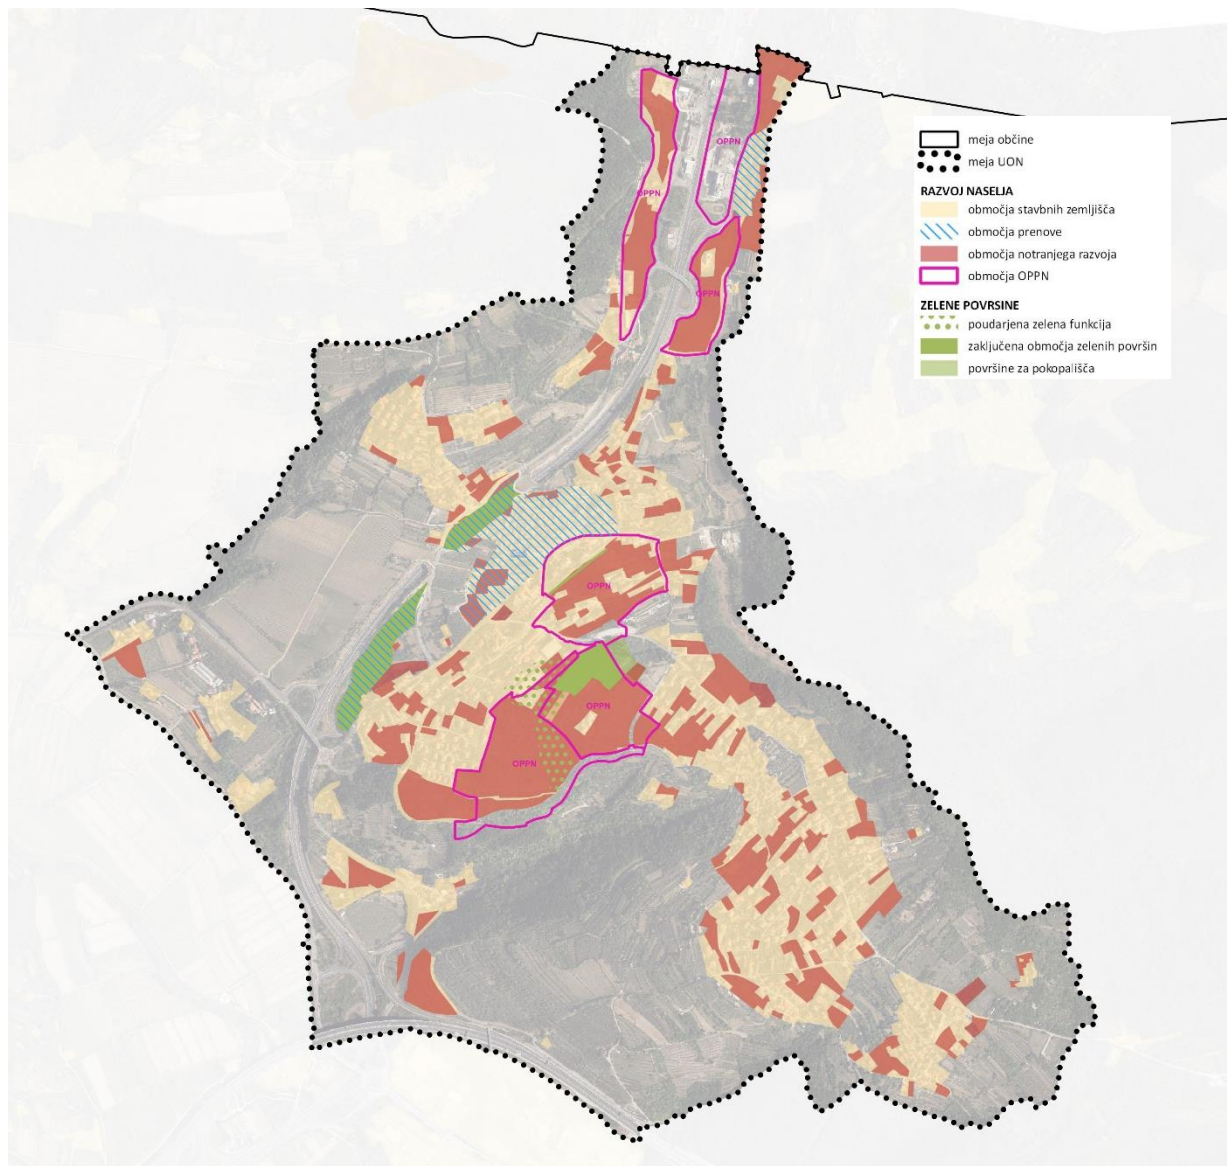 meja občine
meja UON
RAZVOJ NASELJA
območja stavbnih zemljišča
območja prenove
območja notranjega razvoja
območja OPPN
ZELENE POVRSINE
poudarjena zelena funkcija
zaključena območja zelenih površin
površine za pokopališča
OPPN
OPPN
OPPN
OPPN
OPPN
OPPN